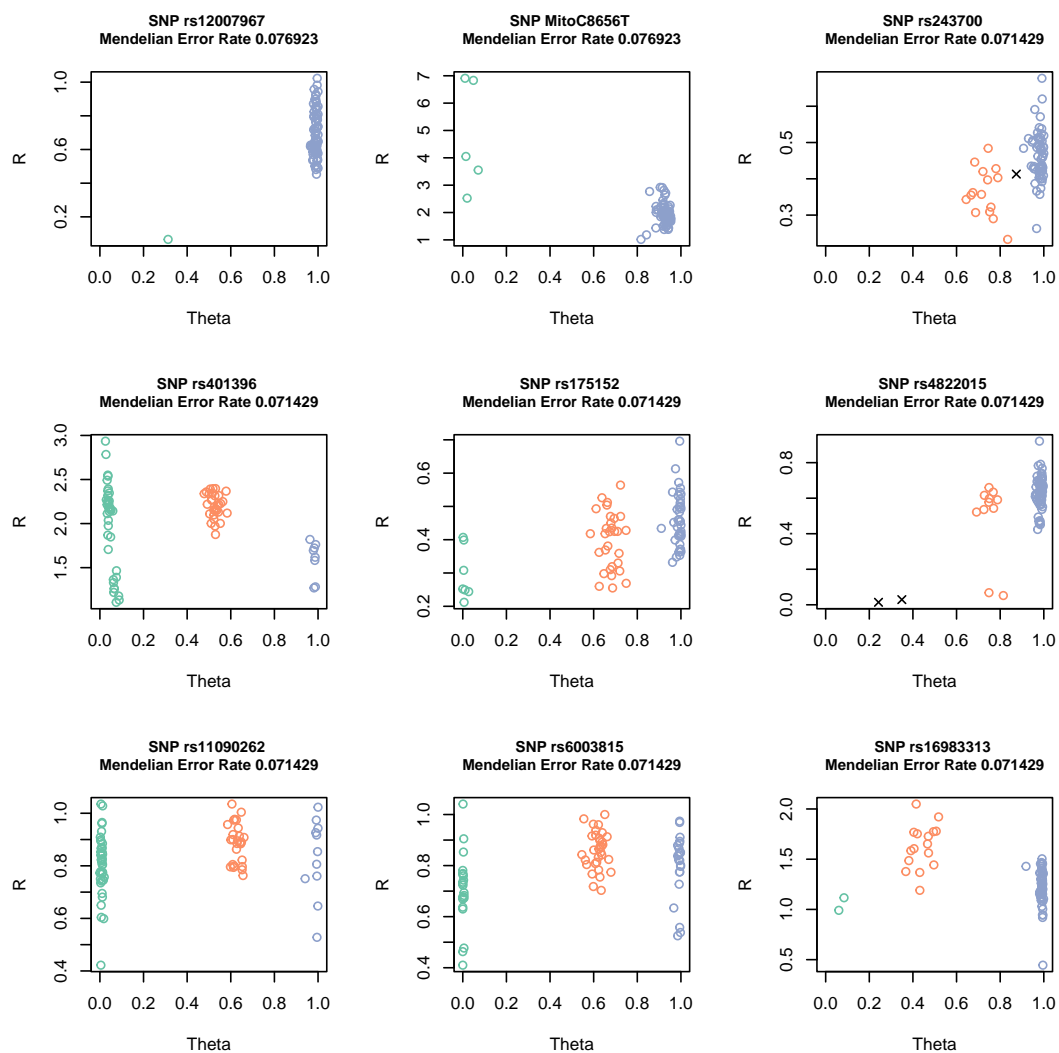 SNP rs12007967
Mendelian Error Rate 0.076923
R
1.0
0.6
0.2
0.0 0.2 0.4 0.6 0.8 1.0
Theta
SNP MitoC8656T
Mendelian Error Rate 0.076923
R
7
6
5
4
3
2
1
0.0 0.2 0.4 0.6 0.8 1.0
Theta
SNP rs243700
Mendelian Error Rate 0.071429
R
0.5
0.3
0.0 0.2 0.4 0.6 0.8 1.0
Theta
SNP rs401396
Mendelian Error Rate 0.071429
R
3.0
2.5
2.0
1.5
0.0 0.2 0.4 0.6 0.8 1.0
Theta
SNP rs175152
Mendelian Error Rate 0.071429
R
0.6
0.4
0.2
0.0 0.2 0.4 0.6 0.8 1.0
Theta
SNP rs4822015
Mendelian Error Rate 0.071429
R
0.8
0.4
0.0
0.0 0.2 0.4 0.6 0.8 1.0
Theta
SNP rs11090262
Mendelian Error Rate 0.071429
R
1.0
0.8
0.6
0.4
0.0 0.2 0.4 0.6 0.8 1.0
Theta
SNP rs6003815
Mendelian Error Rate 0.071429
R
1.0
0.8
0.6
0.4
0.0 0.2 0.4 0.6 0.8 1.0
Theta
SNP rs16983313
Mendelian Error Rate 0.071429
R
2.0
1.5
1.0
0.5
0.0 0.2 0.4 0.6 0.8 1.0
Theta